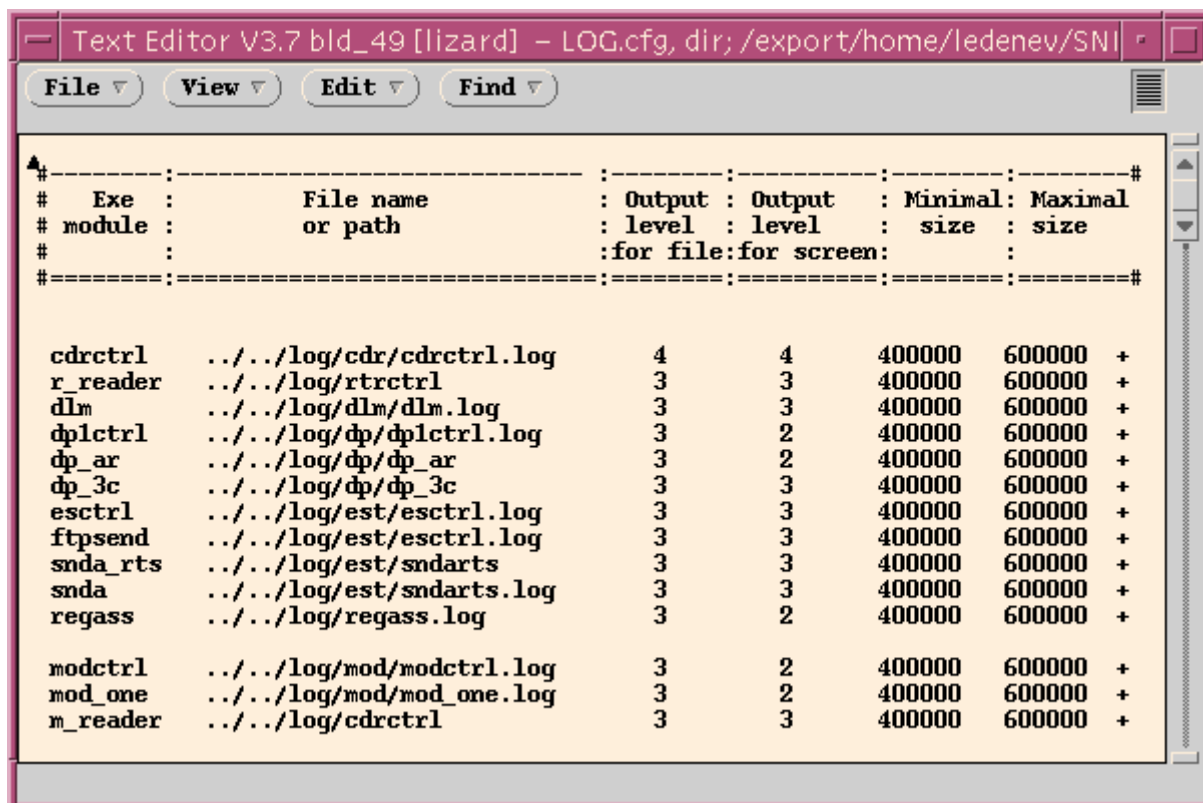 Text Editor V3.7 bld_49 [lizard] – LOG.cfg, dir; /export/home/ledenev/SNI
File View Edit Find
#--------:----------------------------- :--------:----------:--------:--------#
# Exe : File name : Output : Output : Minimal: Maximal
# module : or path : level : level : size : size
# : :for file:for screen: :
#========:==============================:========:==========:========:========#
cdrctrl ../../log/cdr/cdrctrl.log 4 4 400000 600000 +
r_reader ../../log/rtrctrl 3 3 400000 600000 +
dlm ../../log/dlm/dlm.log 3 3 400000 600000 +
dp1ctrl ../../log/dp/dp1ctrl.log 3 2 400000 600000 +
dp_ar ../../log/dp/dp_ar 3 2 400000 600000 +
dp_3c ../../log/dp/dp_3c 3 3 400000 600000 +
esctrl ../../log/est/esctrl.log 3 3 400000 600000 +
ftpsend ../../log/est/esctrl.log 3 3 400000 600000 +
snda_rts ../../log/est/sndarts 3 3 400000 600000 +
snda ../../log/est/sndarts.log 3 3 400000 600000 +
regass ../../log/regass.log 3 2 400000 600000 +
modctrl ../../log/mod/modctrl.log 3 2 400000 600000 +
mod_one ../../log/mod/mod_one.log 3 2 400000 600000 +
m_reader ../../log/cdrctrl 3 3 400000 600000 +